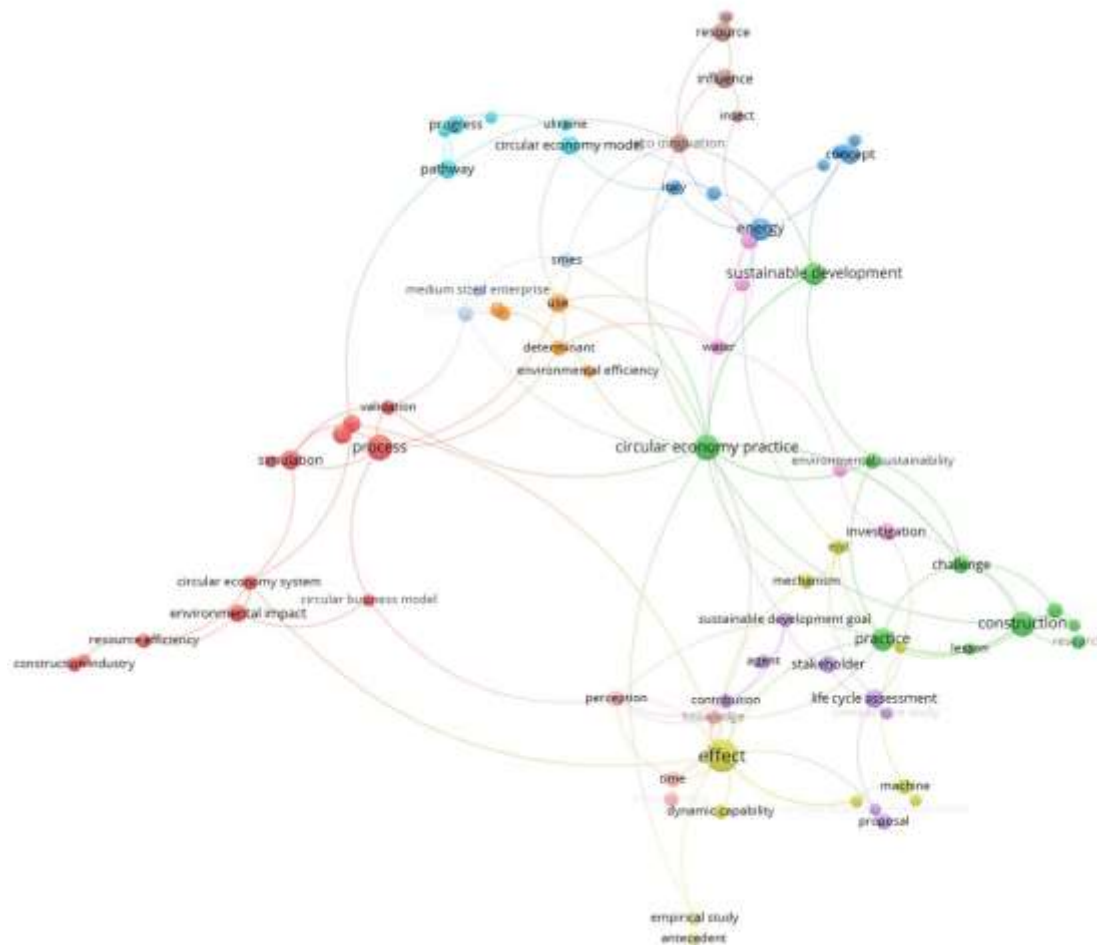 resource
influence
insect
progress
ukraine
circular economy model
pathway
concept
italy
energy
sustainable development
smes
medium sized enterprise
use
determinant
water
environmental efficiency
validation
process
circular economy practice
simulation
environmental sustainability
investigation
challenge
circular economy system
mechanism
circular business model
environmental impact
sustainable development goal
construction
practice
resource efficiency
lesson
construction industry
agent
stakeholder
perception
contribution
life cycle assessment
knowledge
effect
time
machine
dynamic capability
proposal
empirical study
antecedent